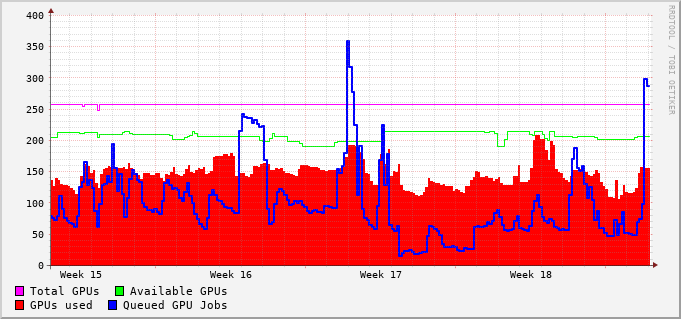 400
350
300
250
200
150
100
50
0
Week 15 Week 16 Week 17 Week 18
Total GPUs Available GPUs
GPUs used Queued GPU Jobs
RRDTOOL / TOBI OETIKER